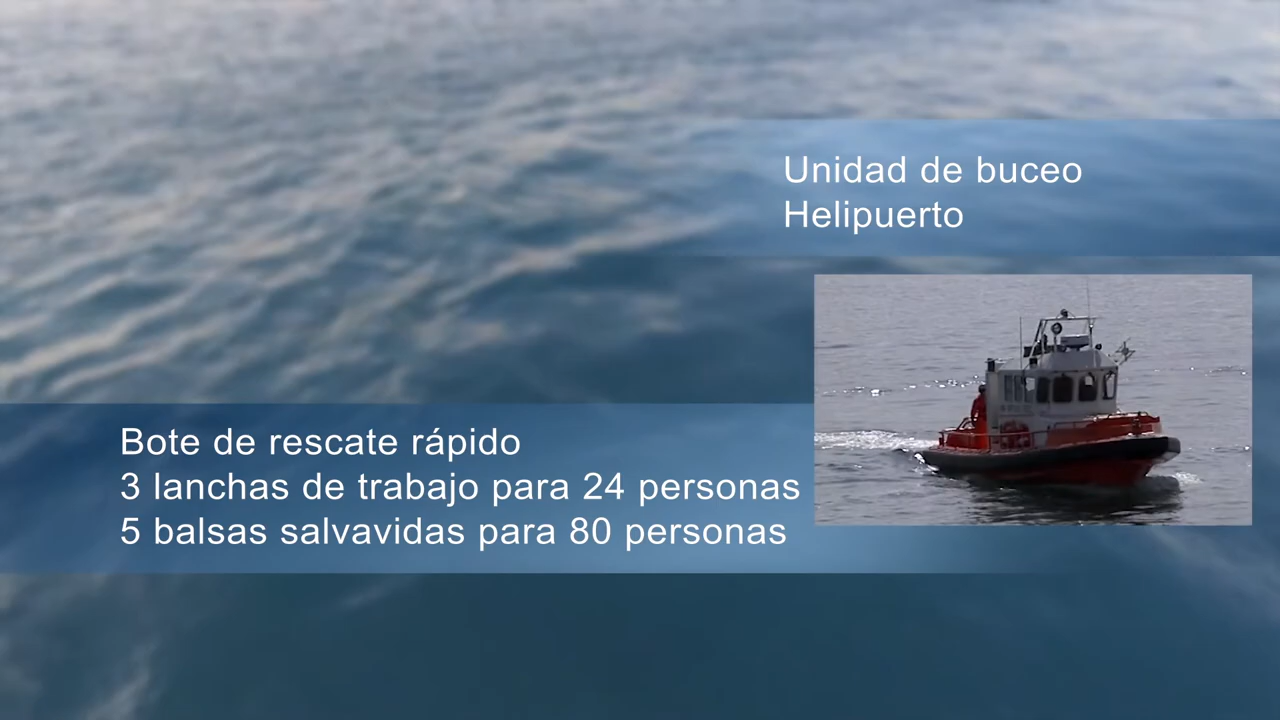 Unidad de buceo
Helipuerto
Bote de rescate rápido
3 lanchas de trabajo para 24 personas
5 balsas salvavidas para 80 personas